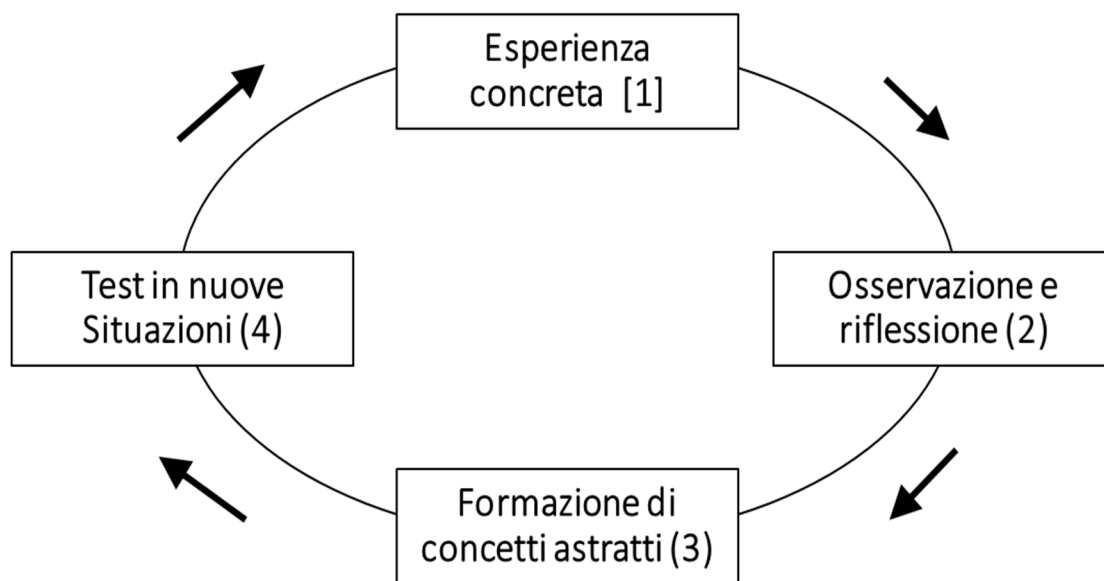 Esperienza
concreta [1]
Osservazione e
riflessione (2)
Formazione di
concetti astratti (3)
Test in nuove
Situazioni (4)